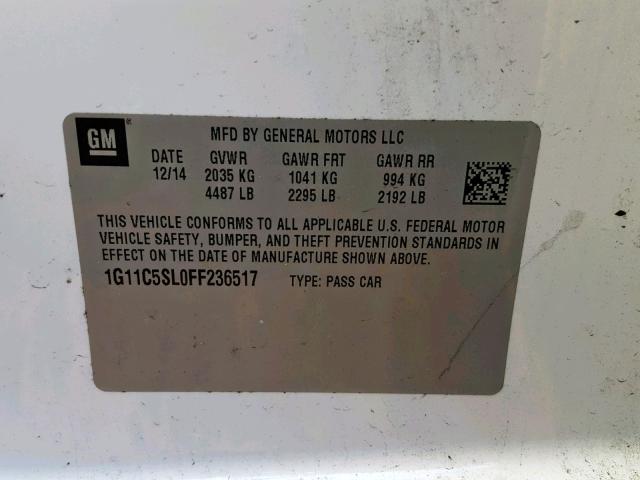 GM ®
MFD BY GENERAL MOTORS LLC
DATE GVWR GAWR FRT GAWR RR
12/14 2035 KG 1041 KG 994 KG
4487 LB 2295 LB 2192 LB
THIS VEHICLE CONFORMS TO ALL APPLICABLE U.S. FEDERAL MOTOR
VEHICLE SAFETY, BUMPER, AND THEFT PREVENTION STANDARDS IN
EFFECT ON THE DATE OF MANUFACTURE SHOWN ABOVE.
1G11C5SL0FF236517 TYPE: PASS CAR